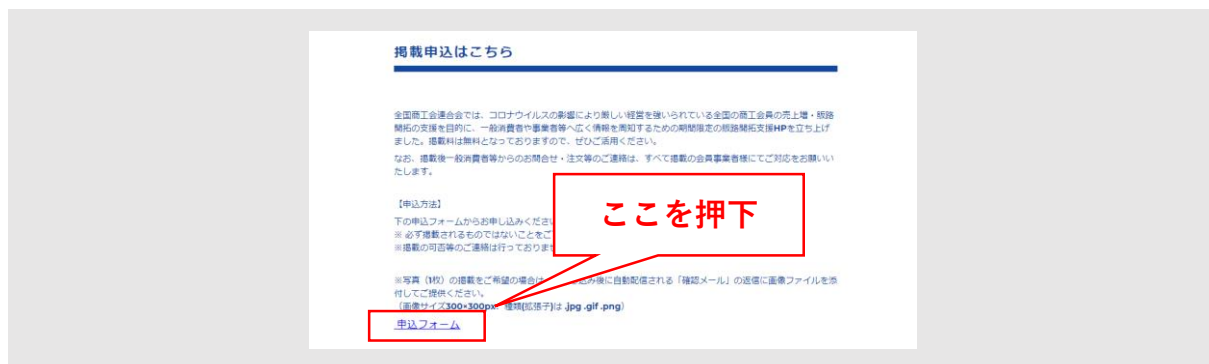 掲載申込はこちら
全国商工会連合会では、コロナウイルスの影響により厳しい経営を強いられている全国の商工会員の売上増・販路
開拓の支援を目的に、一般消費者や事業者等へ広く情報を周知するための期間限定の販路開拓支援HPを立ち上げ
ました。掲載料は無料となっておりますので、ぜひご活用ください。
なお、掲載後一般消費者等からのお問合せ・注文等のご連絡は、すべて掲載の会員事業者様にてご対応をお願いい
たします。
【申込方法】
下の申込フォームからお申し込みくださ
※ 必ず掲載されるものではないことをご
※掲載の可否等のご連絡は行っておりませ
ここを押下
※写真(1枚)の掲載をご希望の場合は 込み後に自動配信される「確認メール」の返信に画像ファイルを添
付してご提供ください。
(画像サイズ300×300px 種類(拡張子)は .jpg .gif .png)
申込フォーム